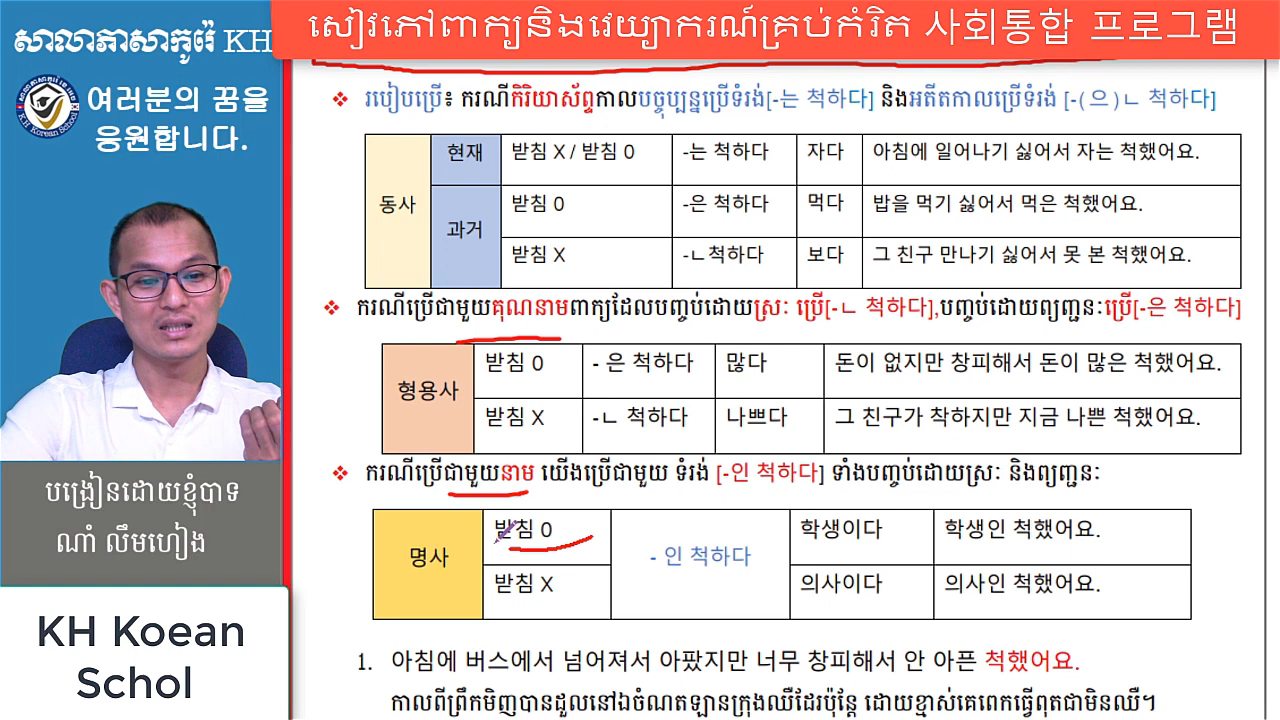 សាលាភាសាកូរ៉េ KH
សៀវភៅពាក្យនិងវេយ្យាករណ៍គ្រប់កំរិត 사회통합 프로그램
여러분의 꿈을
응원합니다.
❖ របៀបប្រើ៖ ករណីកិរិយាស័ព្ទកាលបច្ចុប្បន្នប្រើទំរង់[-는 척하다] និងអតីតកាលប្រើទំរង់ [-(으)ㄴ 척하다]
동사 현재 받침 X / 받침 0 -는 척하다 자다 아침에 일어나기 싫어서 자는 척했어요.
과거 받침 0 -은 척하다 먹다 밥을 먹기 싫어서 먹은 척했어요.
받침 X -ㄴ척하다 보다 그 친구 만나기 싫어서 못 본 척했어요.
❖ ករណីប្រើជាមួយគុណនាមពាក្យដែលបញ្ចប់ដោយស្រៈ ប្រើ[-ㄴ 척하다],បញ្ចប់ដោយព្យញ្ជនៈប្រើ[-은 척하다]
형용사 받침 0 - 은 척하다 많다 돈이 없지만 창피해서 돈이 많은 척했어요.
받침 X -ㄴ 척하다 나쁘다 그 친구가 착하지만 지금 나쁜 척했어요.
❖ ករណីប្រើជាមួយនាម យើងប្រើជាមួយ ទំរង់ [-인 척하다] ទាំងបញ្ចប់ដោយស្រៈ និងព្យញ្ជនៈ
명사 받침 0 - 인 척하다 학생이다 학생인 척했어요.
받침 X 의사이다 의사인 척했어요.
1. 아침에 버스에서 넘어져서 아팠지만 너무 창피해서 안 아픈 척했어요.
កាលពីព្រឹកមិញបានដួលនៅឯចំណតឡានក្រុងឈឺដែរប៉ុន្តែ ដោយខ្មាស់គេពេកធ្វើពុតជាមិនឈឺ។
បង្រៀនដោយខ្ញុំបាទ
ណាំ លឹមហៀង
KH Koean
Schol